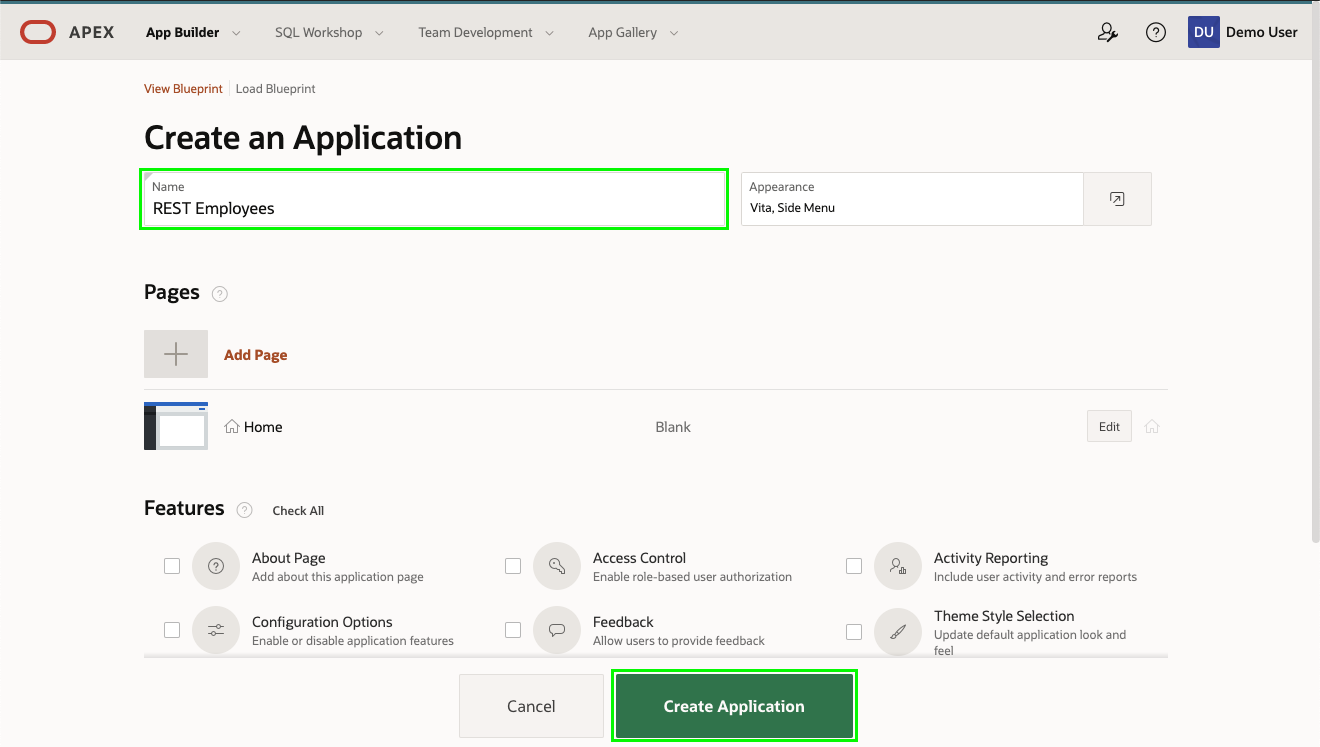 APEX App Builder SQL Workshop Team Development App Gallery DU Demo User
View Blueprint Load Blueprint
Create an Application
Name
REST Employees
Appearance
Vita, Side Menu
Pages ?
Add Page
Home Blank Edit
Features ? Check All
About Page
Add about this application page
Access Control
Enable role-based user authorization
Activity Reporting
Include user activity and error reports
Configuration Options
Enable or disable application features
Feedback
Allow users to provide feedback
Theme Style Selection
Update default application look and
feel
Cancel Create Application